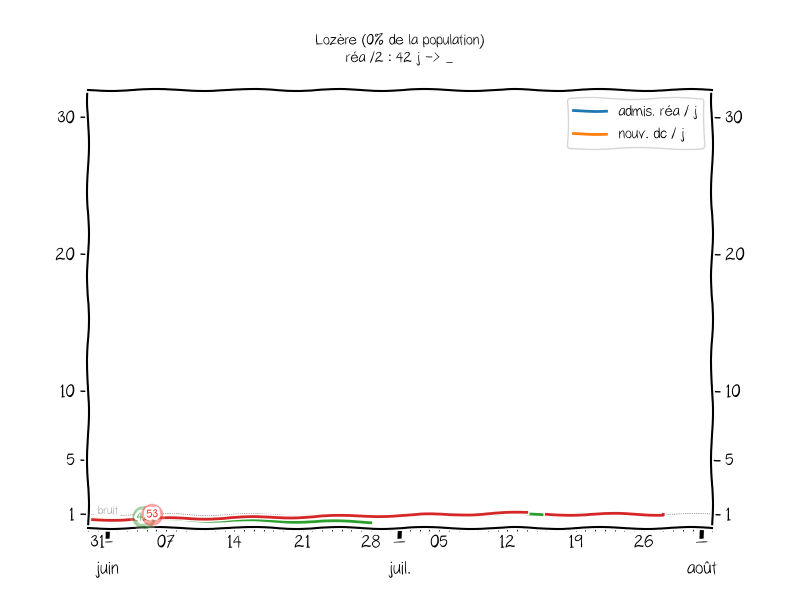 Lozère (0% de la population)
réa /2 : 42 j -> _
admis. réa / j
nouv. dc / j
30 30
20 20
10 10
5 5
1 bruit 53 1
31 07 14 21 28 05 12 19 26
juin juil. août